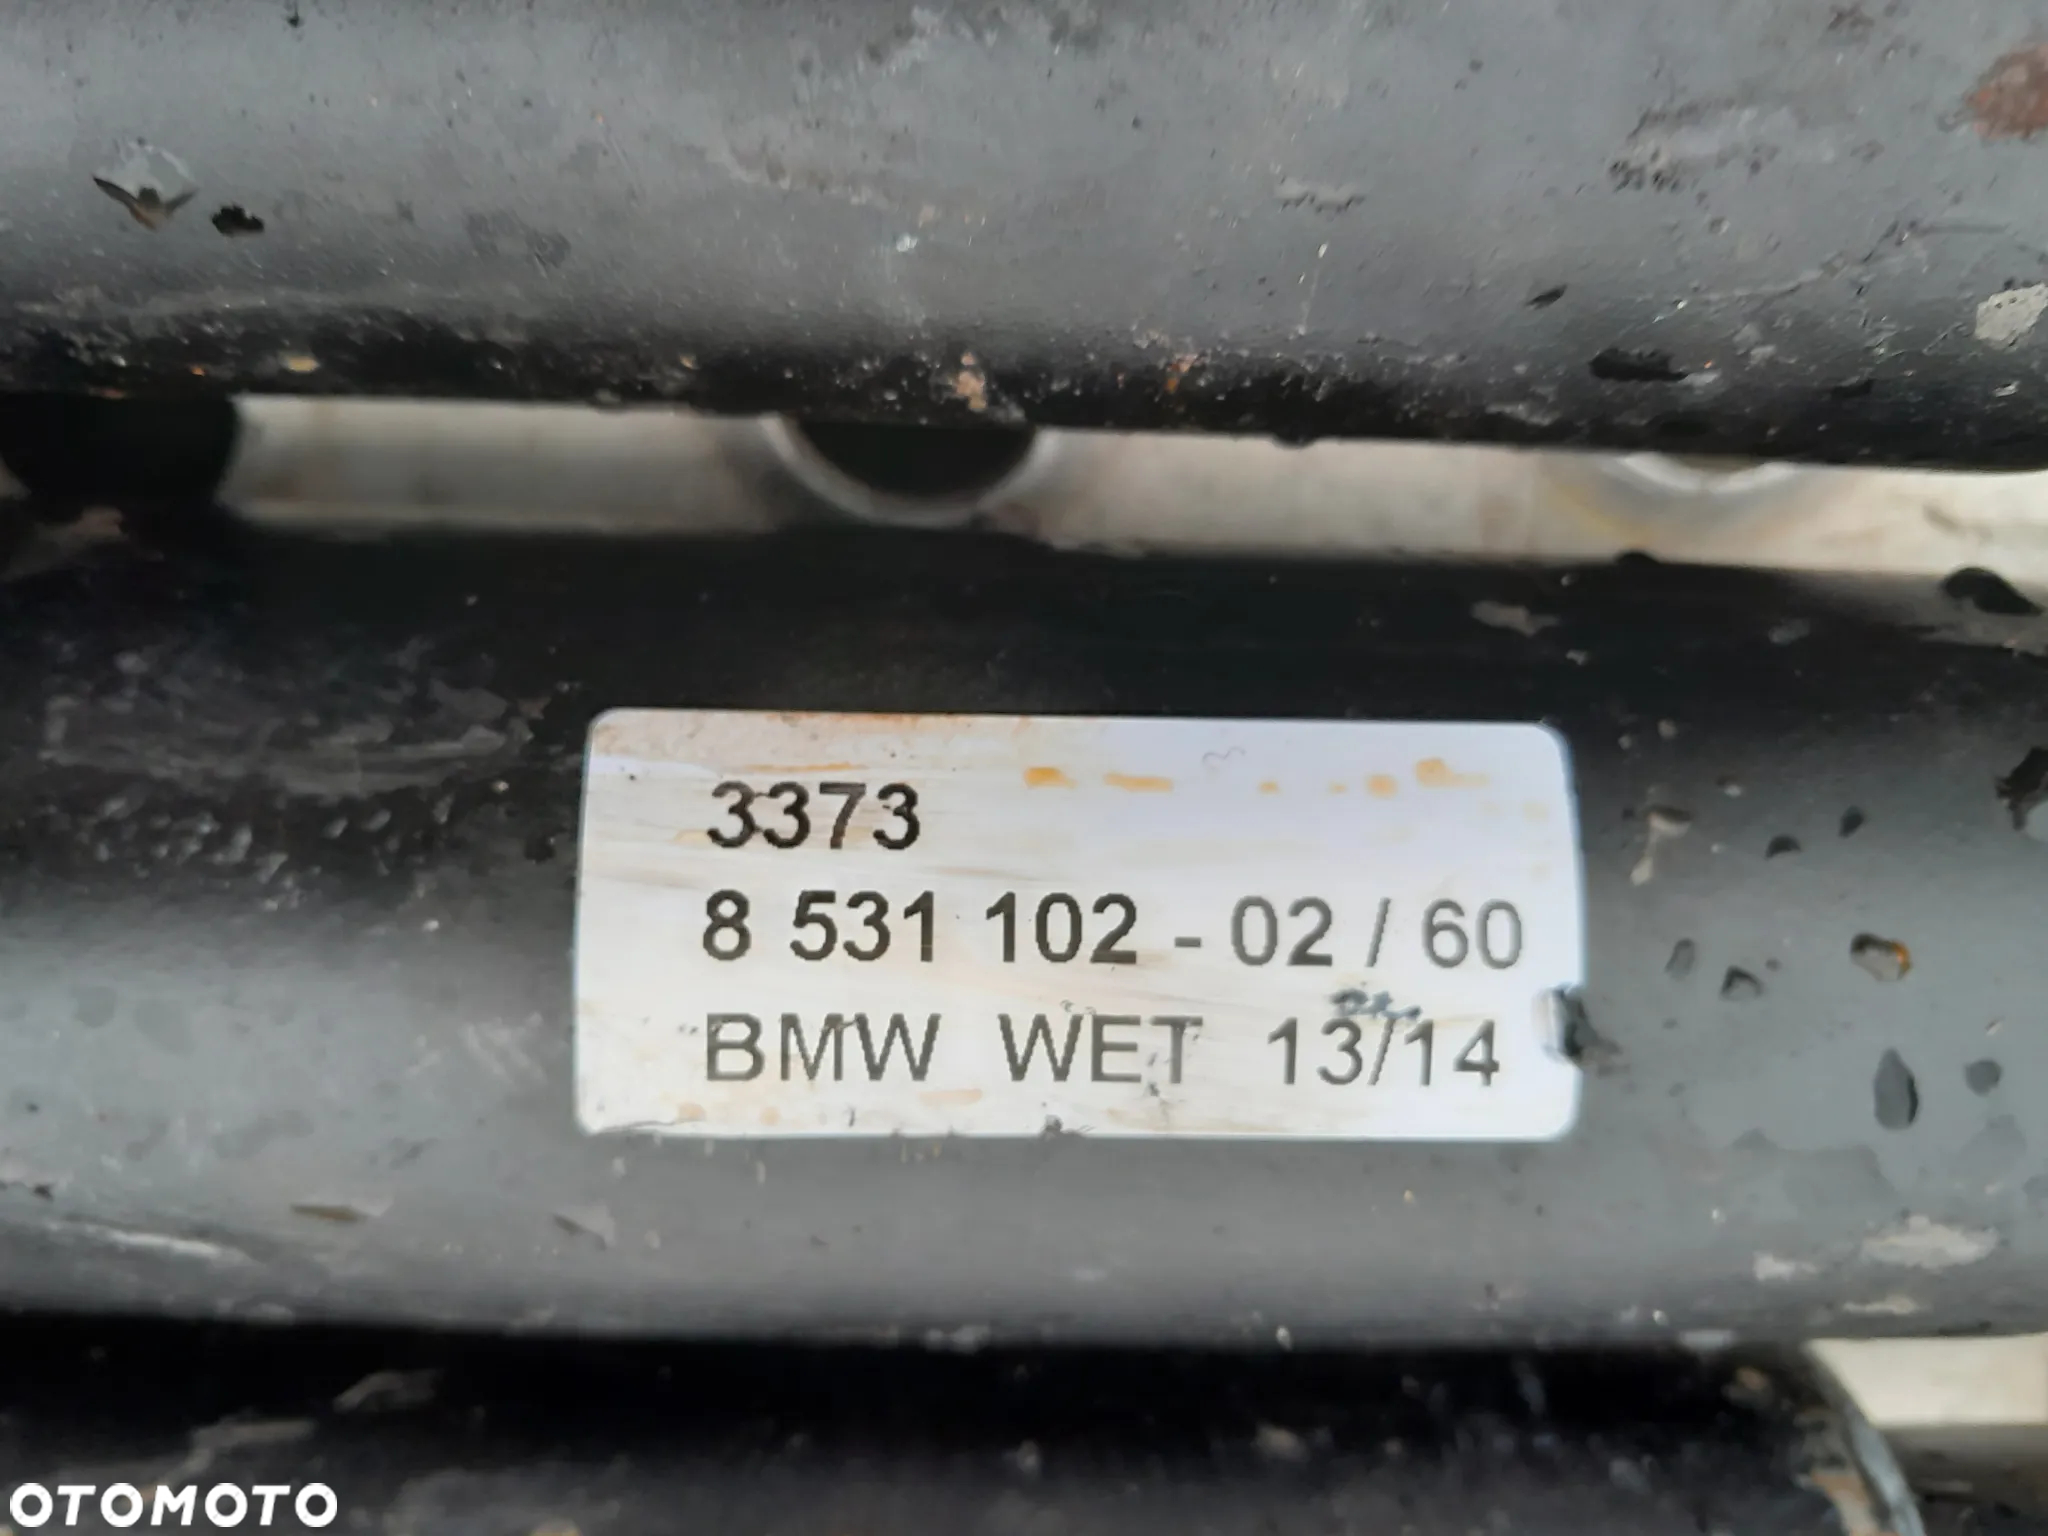 3373
8 531 102 - 02 / 60
BMW WET 13/14
OTOMOTO